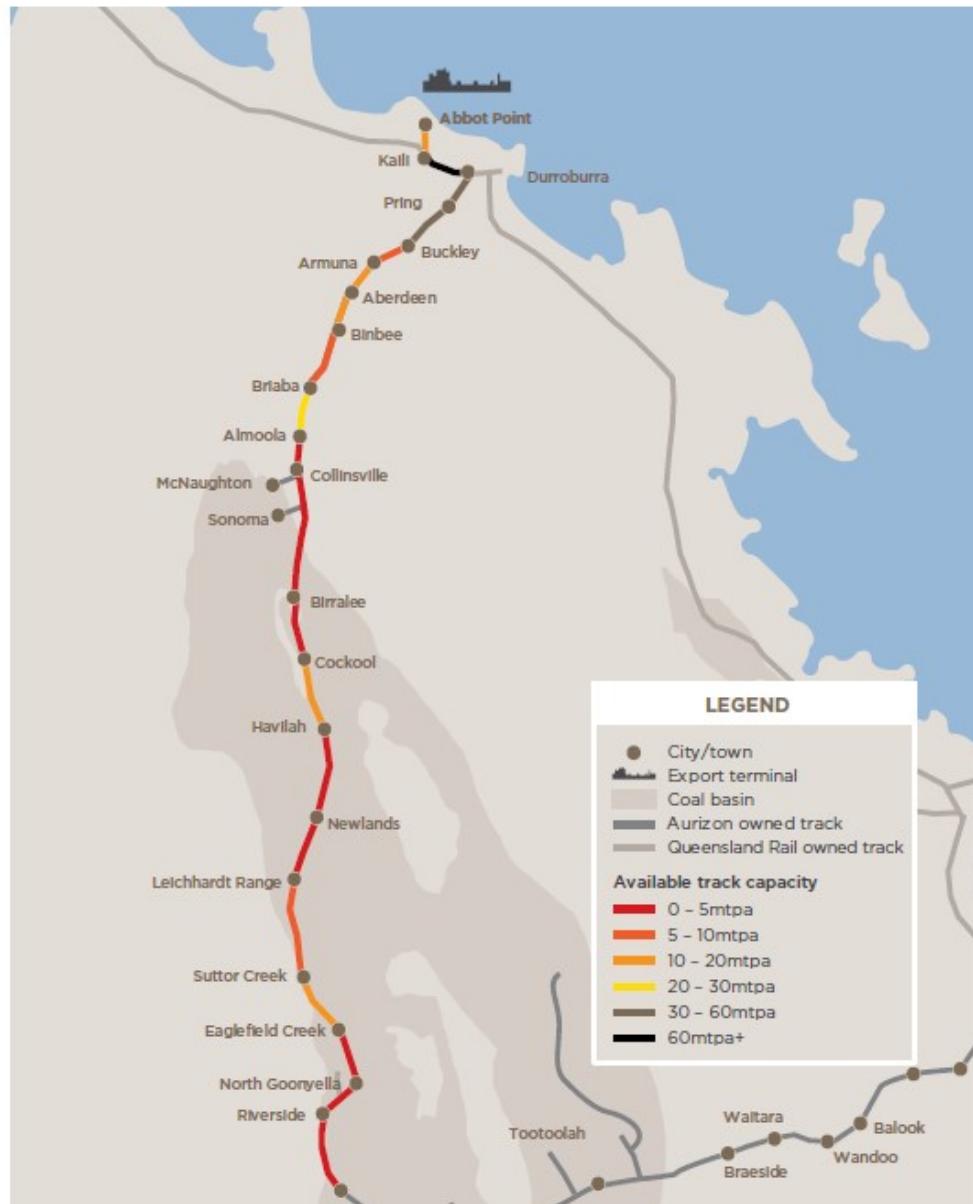 Abbot Point
Kaili
Durroburra
Pring
Buckley
Armuna
Aberdeen
Binbee
Briaba
Almoola
Collinsville
McNaughton
Sonoma
Birralee
Cockool
Havilah
Newlands
Leichhardt Range
Suttor Creek
Eaglefield Creek
North Goonyella
Riverside
Tootoolah
Waitara
Balook
Braeside
Wandoo
LEGEND
City/town
Export terminal
Coal basin
Aurizon owned track
Queensland Rail owned track
Available track capacity
0 – 5mtpa
5 – 10mtpa
10 – 20mtpa
20 – 30mtpa
30 – 60mtpa
60mtpa+